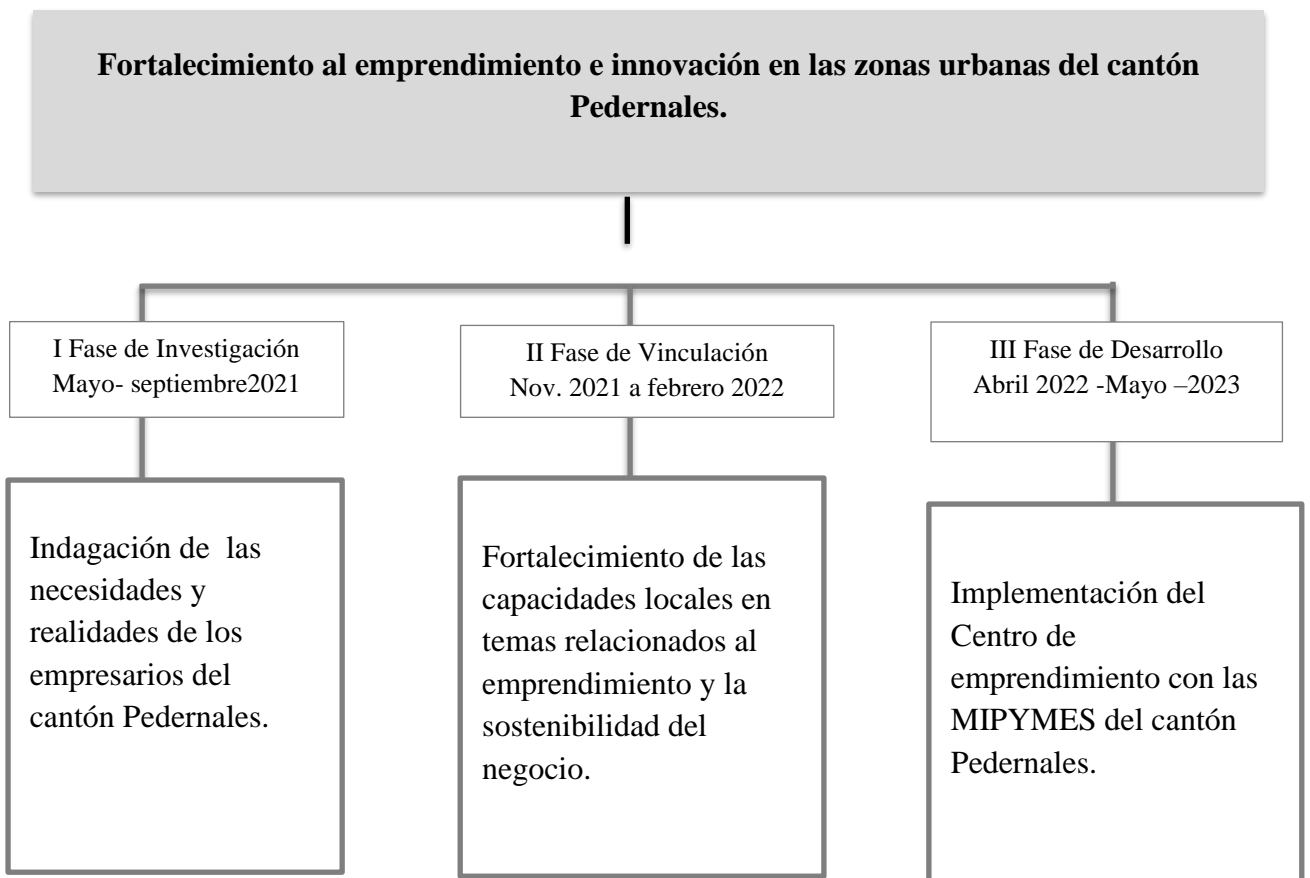 Fortalecimiento al emprendimiento e innovación en las zonas urbanas del cantón
Pedernales.
I Fase de Investigación
Mayo- septiembre2021
II Fase de Vinculación
Nov. 2021 a febrero 2022
III Fase de Desarrollo
Abril 2022 -Mayo –2023
Indagación de  las
necesidades y
realidades de los
empresarios del
cantón Pedernales.
Fortalecimiento de las
capacidades locales en
temas relacionados al
emprendimiento y la
sostenibilidad del
negocio.
Implementación del
Centro de
emprendimiento con las
MIPYMES del cantón
Pedernales.